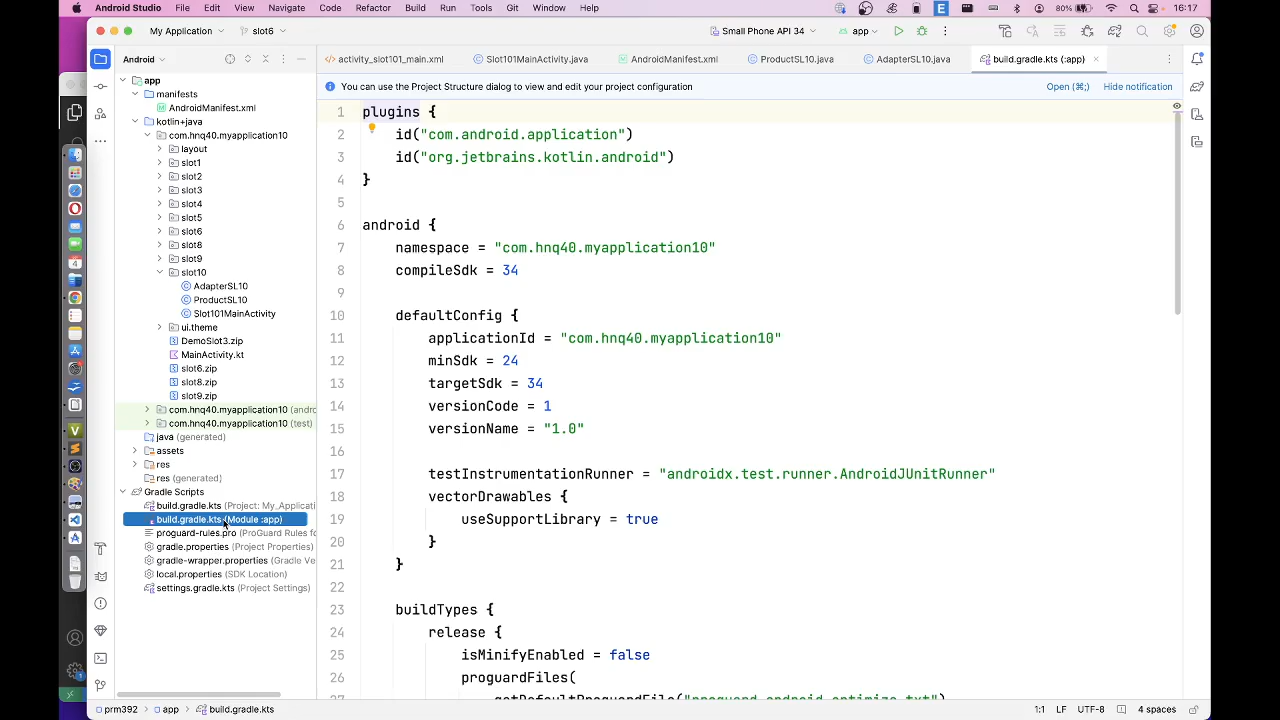 Android Studio File Edit View Navigate Code Refactor Build Run Tools Git Window Help E 80% 16:17
My Application slot6 Small Phone API 34 app
Android
activity_slot101_main.xml Slot101MainActivity.java AndroidManifest.xml ProductSL10.java AdapterSL10.java build.gradle.kts (:app)
You can use the Project Structure dialog to view and edit your project configuration Open (⌘;) Hide notification
app
manifests
AndroidManifest.xml
kotlin+java
com.hnq40.myapplication10
layout
slot1
slot2
slot3
slot4
slot5
slot6
slot8
slot9
slot10
AdapterSL10
ProductSL10
Slot101MainActivity
ui.theme
DemoSlot3.zip
MainActivity.kt
slot6.zip
slot8.zip
slot9.zip
com.hnq40.myapplication10 (andro
com.hnq40.myapplication10 (test)
java (generated)
assets
res
res (generated)
Gradle Scripts
build.gradle.kts (Project: My_Applicati
build.gradle.kts (Module :app)
proguard-rules.pro (ProGuard Rules fo
gradle.properties (Project Properties)
gradle-wrapper.properties (Gradle Ve
local.properties (SDK Location)
settings.gradle.kts (Project Settings)
1 plugins {
2 id("com.android.application")
3 id("org.jetbrains.kotlin.android")
4 }
5
6 android {
7 namespace = "com.hnq40.myapplication10"
8 compileSdk = 34
9
10 defaultConfig {
11 applicationId = "com.hnq40.myapplication10"
12 minSdk = 24
13 targetSdk = 34
14 versionCode = 1
15 versionName = "1.0"
16
17 testInstrumentationRunner = "androidx.test.runner.AndroidJUnitRunner"
18 vectorDrawables {
19 useSupportLibrary = true
20 }
21 }
22
23 buildTypes {
24 release {
25 isMinifyEnabled = false
26 proguardFiles(
prm392 app build.gradle.kts 1:1 LF UTF-8 4 spaces